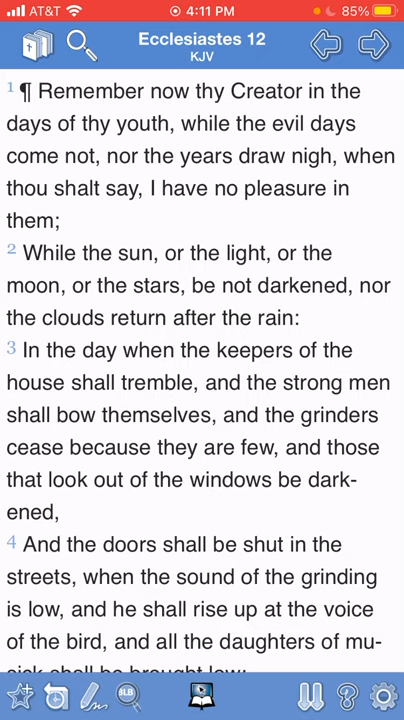 AT&T 4:11 PM 85%
Ecclesiastes 12
KJV
1 ¶ Remember now thy Creator in the
days of thy youth, while the evil days
come not, nor the years draw nigh, when
thou shalt say, I have no pleasure in
them;
2 While the sun, or the light, or the
moon, or the stars, be not darkened, nor
the clouds return after the rain:
3 In the day when the keepers of the
house shall tremble, and the strong men
shall bow themselves, and the grinders
cease because they are few, and those
that look out of the windows be dark-
ened,
4 And the doors shall be shut in the
streets, when the sound of the grinding
is low, and he shall rise up at the voice
of the bird, and all the daughters of mu-
sick shall be brought low;
BLB